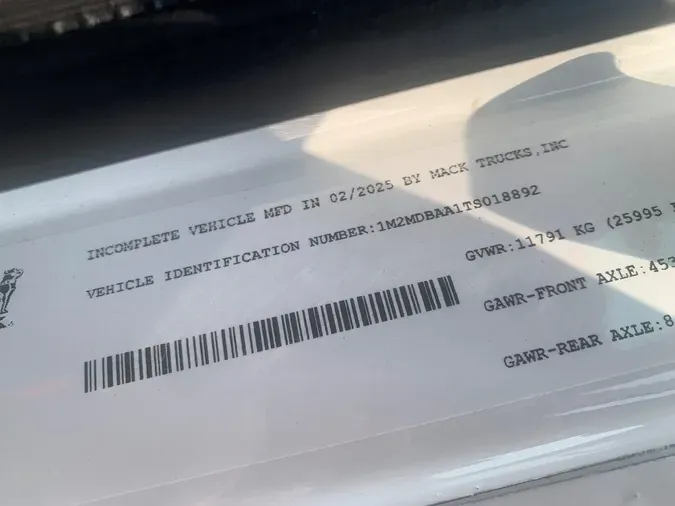 INCOMPLETE VEHICLE MFD IN 02/2025 BY MACK TRUCKS,INC
VEHICLE IDENTIFICATION NUMBER:1M2MDBAA1TS018892
GVWR:11791 KG (25995
GAWR-FRONT AXLE:453
GAWR-REAR AXLE:8